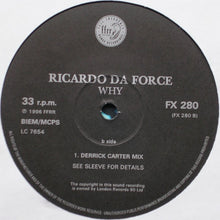 ffrr
RICARDO DA FORCE
WHY
33 r.p.m.
℗ 1996 FFRR
BIEM/MCPS
LC 7654
FX 280
(FX 280 B)
b side
1. DERRICK CARTER MIX
SEE SLEEVE FOR DETAILS
The copyright in this sound recording
is owned by London Records 90 Ltd